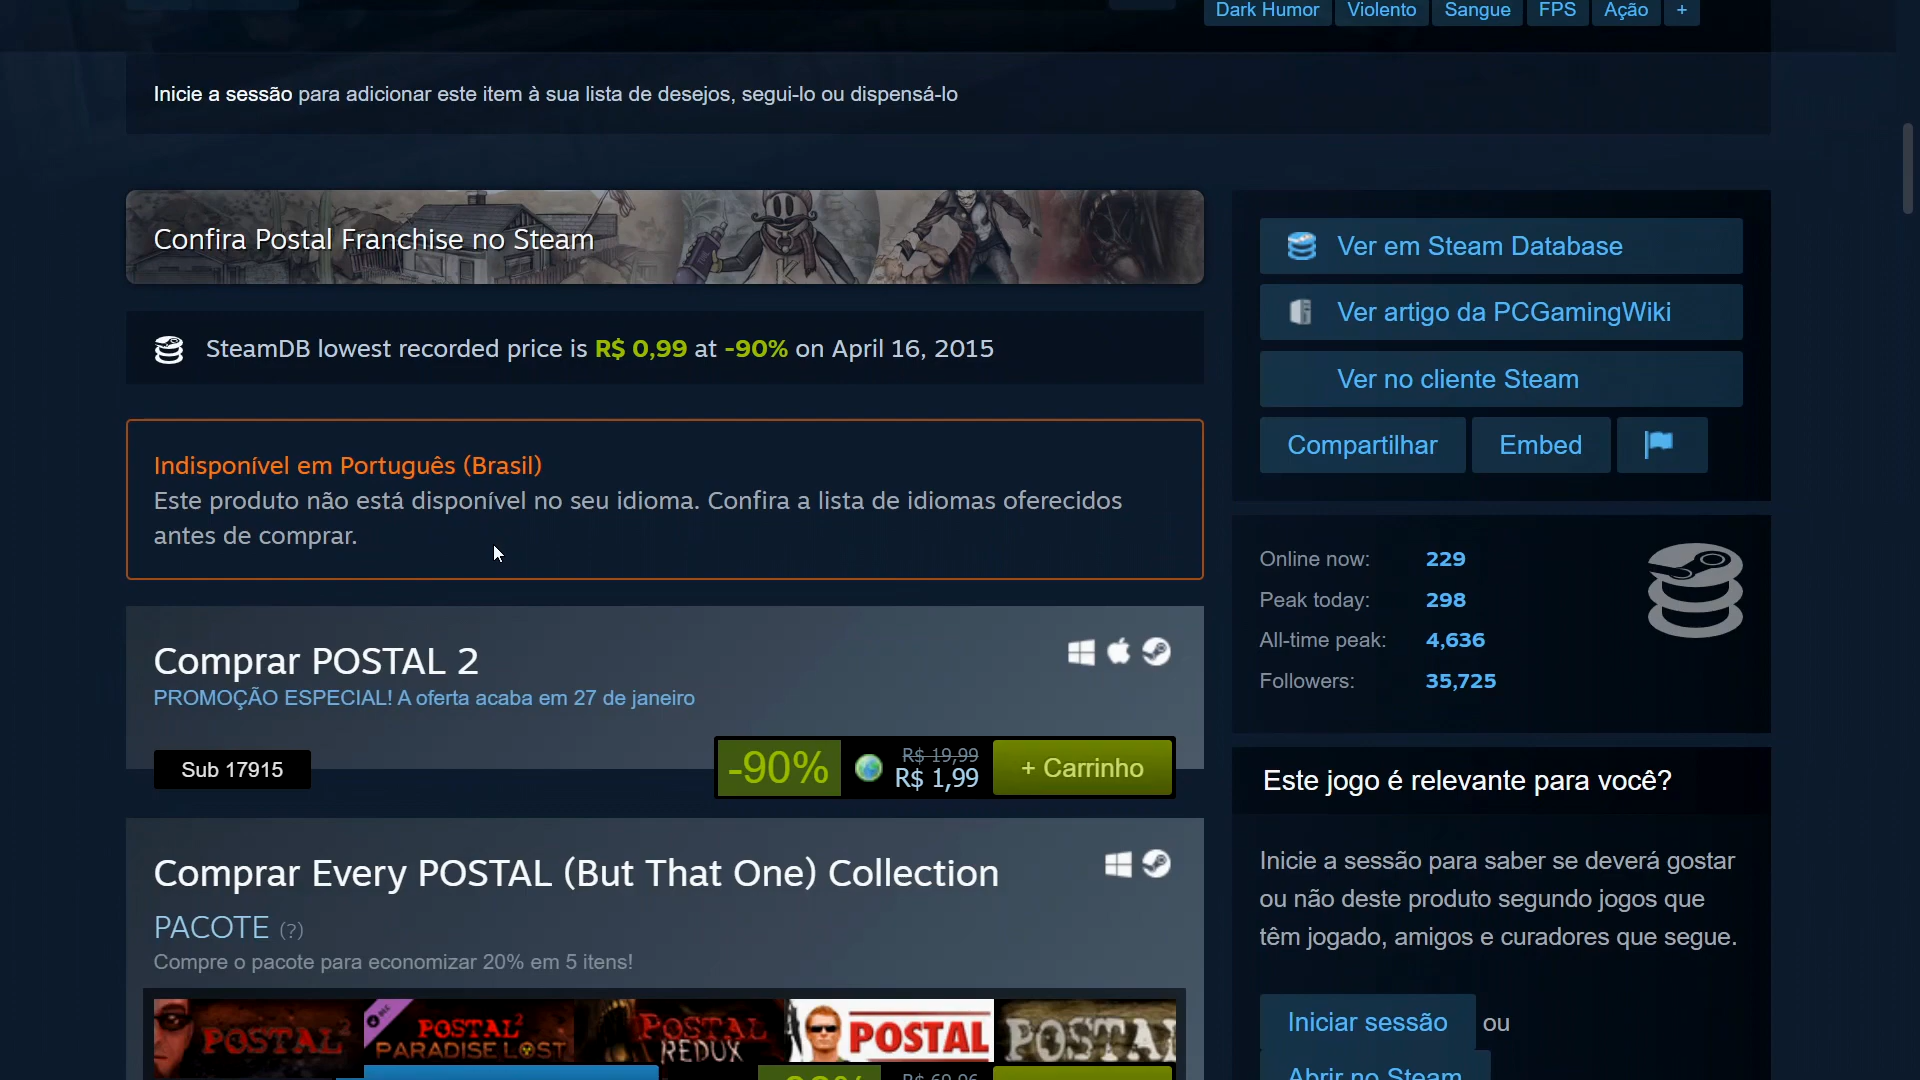 Dark Humor Violento Sangue FPS Ação +
Inicie a sessão para adicionar este item à sua lista de desejos, segui-lo ou dispensá-lo
Confira Postal Franchise no Steam
SteamDB lowest recorded price is R$ 0,99 at -90% on April 16, 2015
Indisponível em Português (Brasil)
Este produto não está disponível no seu idioma. Confira a lista de idiomas oferecidos
antes de comprar.
Comprar POSTAL 2
PROMOÇÃO ESPECIAL! A oferta acaba em 27 de janeiro
Sub 17915
-90%
R$ 19,99
R$ 1,99
+ Carrinho
Comprar Every POSTAL (But That One) Collection
PACOTE (?)
Compre o pacote para economizar 20% em 5 itens!
POSTAL 2
POSTAL 2
PARADISE LOST
POSTAL
REDUX
POSTAL
R$ 69,96
Ver em Steam Database
Ver artigo da PCGamingWiki
Ver no cliente Steam
Compartilhar
Embed
Online now: 229
Peak today: 298
All-time peak: 4,636
Followers: 35,725
Este jogo é relevante para você?
Inicie a sessão para saber se deverá gostar
ou não deste produto segundo jogos que
têm jogado, amigos e curadores que segue.
Iniciar sessão ou
Abrir no Steam